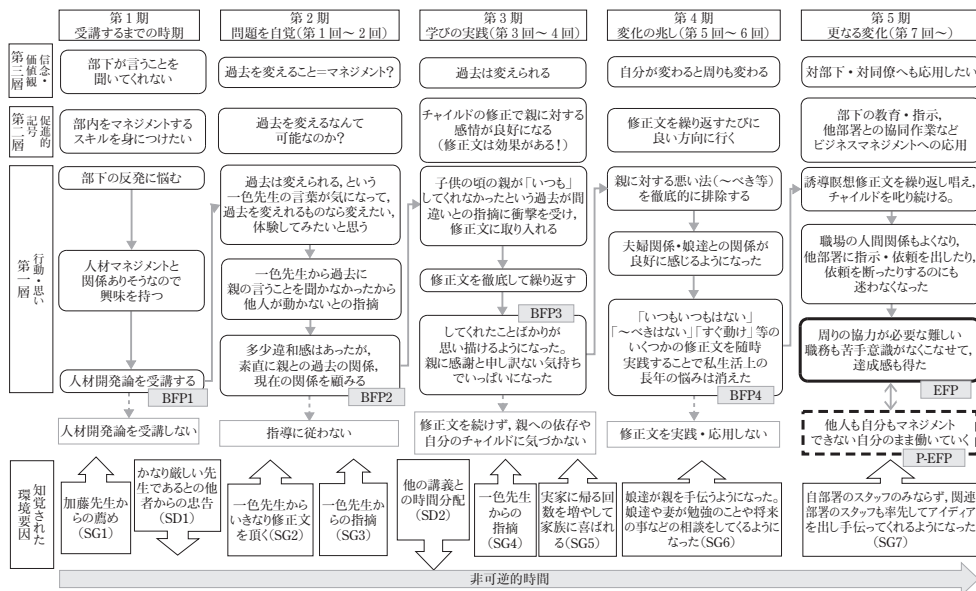 第1期
受講するまでの時期
第2期
問題を自覚(第1回～2回)
第3期
学びの実践(第3回～4回)
第4期
変化の兆し(第5回～6回)
第5期
更なる変化(第7回～)
第三層
信念・価値観
部下が言うことを
聞いてくれない
過去を変えること=マネジメント?
過去は変えられる
自分が変わると周りも変わる
対部下・対同僚へも応用したい
第二層
促進的記号
部内をマネジメントする
スキルを身につけたい
過去を変えるなんて
可能なのか?
チャイルドの修正で親に対する
感情が良好になる
(修正文は効果がある!)
修正文を繰り返すたびに
良い方向に行く
部下の教育・指示,
他部署との協同作業など
ビジネスマネジメントへの応用
第一層
行動・思い
部下の反発に悩む
人材マネジメントと
関係ありそうなので
興味を持つ
人材開発論を受講する
BFP1
人材開発論を受講しない
過去は変えられる,という
一色先生の言葉が気になって,
過去を変えれるものなら変えたい,
体験してみたいと思う
一色先生から過去に
親の言うことを聞かなかったから
他人が動かないとの指摘
多少違和感はあったが,
素直に親との過去の関係,
現在の関係を顧みる
BFP2
指導に従わない
子供の頃の親が「いつも」
してくれなかったという過去が間
違いとの指摘に衝撃を受け,
修正文に取り入れる
修正文を徹底して繰り返す
BFP3
してくれたことばかりが
思い描けるようになった。
親に感謝と申し訳ない気持ち
でいっぱいになった
修正文を続けず,親への依存や
自分のチャイルドに気づかない
親に対する悪い法(～べき等)
を徹底的に排除する
夫婦関係・娘達との関係が
良好に感じるようになった
「いつもいつもはない」
「～べきはない」「すぐ動け」等の
いくつかの修正文を随時
実践することで私生活上の
長年の悩みは消えた
BFP4
修正文を実践・応用しない
誘導瞑想修正文を繰り返し唱え,
チャイルドを叱り続ける。
職場の人間関係もよくなり,
他部署に指示・依頼を出したり,
依頼を断ったりするのにも
迷わなくなった
周りの協力が必要な難しい
職務も苦手意識がなくこなせて,
達成感も得た
EFP
他人も自分もマネジメント
できない自分のまま働いていく
P-EFP
知覚された
環境要因
加藤先生か
らの薦め
(SG1)
かなり厳しい先
生であるとの他
者からの忠告
(SD1)
一色先生から
いきなり修正文
を頂く(SG2)
一色先生
からの指摘
(SG3)
他の講義と
の時間分配
(SD2)
一色先生
からの指摘
(SG4)
実家に帰る回
数を増やして
家族に喜ばれ
る(SG5)
娘達が親を手伝うようになった。
娘達や妻が勉強のことや将来
の事などの相談をしてくるよう
になった(SG6)
自部署のスタッフのみならず,関連
部署のスタッフも率先してアイディア
を出し手伝ってくれるようになった
(SG7)
非可逆的時間